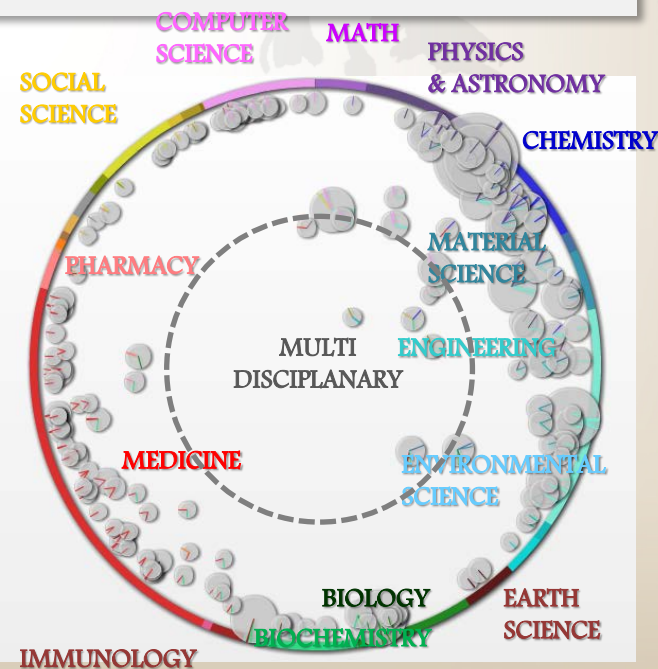 COMPUTER
SCIENCE
MATH
PHYSICS
& ASTRONOMY
SOCIAL
SCIENCE
CHEMISTRY
MATERIAL
SCIENCE
PHARMACY
MULTI
DISCIPLANARY
ENGINEERING
MEDICINE
ENVIRONMENTAL
SCIENCE
BIOLOGY
EARTH
SCIENCE
BIOCHEMISTRY
IMMUNOLOGY